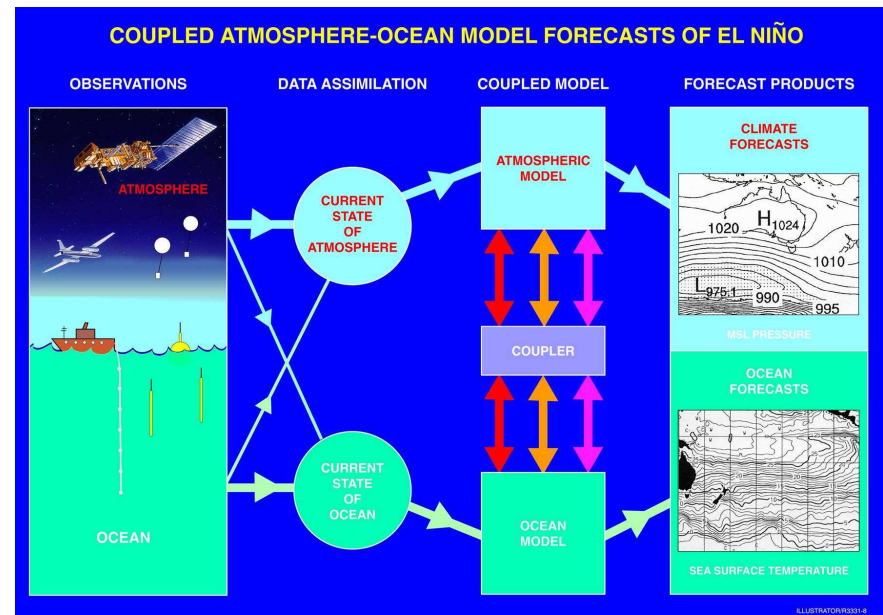 COUPLED ATMOSPHERE-OCEAN MODEL FORECASTS OF EL NIÑO
OBSERVATIONS
DATA ASSIMILATION
COUPLED MODEL
FORECAST PRODUCTS
ATMOSPHERE
OCEAN
CURRENT
STATE
OF
ATMOSPHERE
CURRENT
STATE
OF
OCEAN
ATMOSPHERIC
MODEL
COUPLER
OCEAN
MODEL
CLIMATE
FORECASTS
1020
H1024
1010
L975.1
990
995
MSL PRESSURE
OCEAN
FORECASTS
SEA SURFACE TEMPERATURE
ILLUSTRATOR/R3331-8